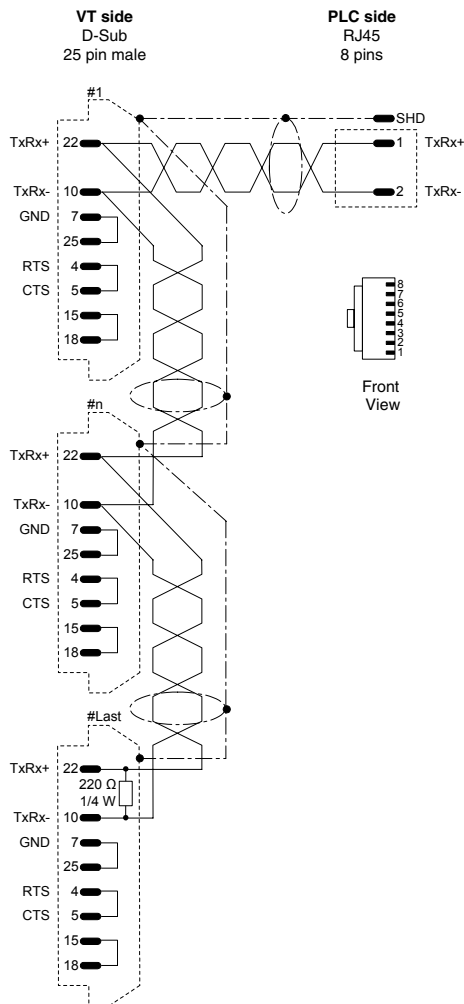 VT side
D-Sub
25 pin male
PLC side
RJ45
8 pins
#1
SHD
TxRx+ 22
1 TxRx+
TxRx- 10
2 TxRx-
GND 7
25
RTS 4
CTS 5
15
18
8
7
6
5
4
3
2
1
Front
View
#n
TxRx+ 22
TxRx- 10
GND 7
25
RTS 4
CTS 5
15
18
#Last
TxRx+ 22
220 Ω
1/4 W
TxRx- 10
GND 7
25
RTS 4
CTS 5
15
18